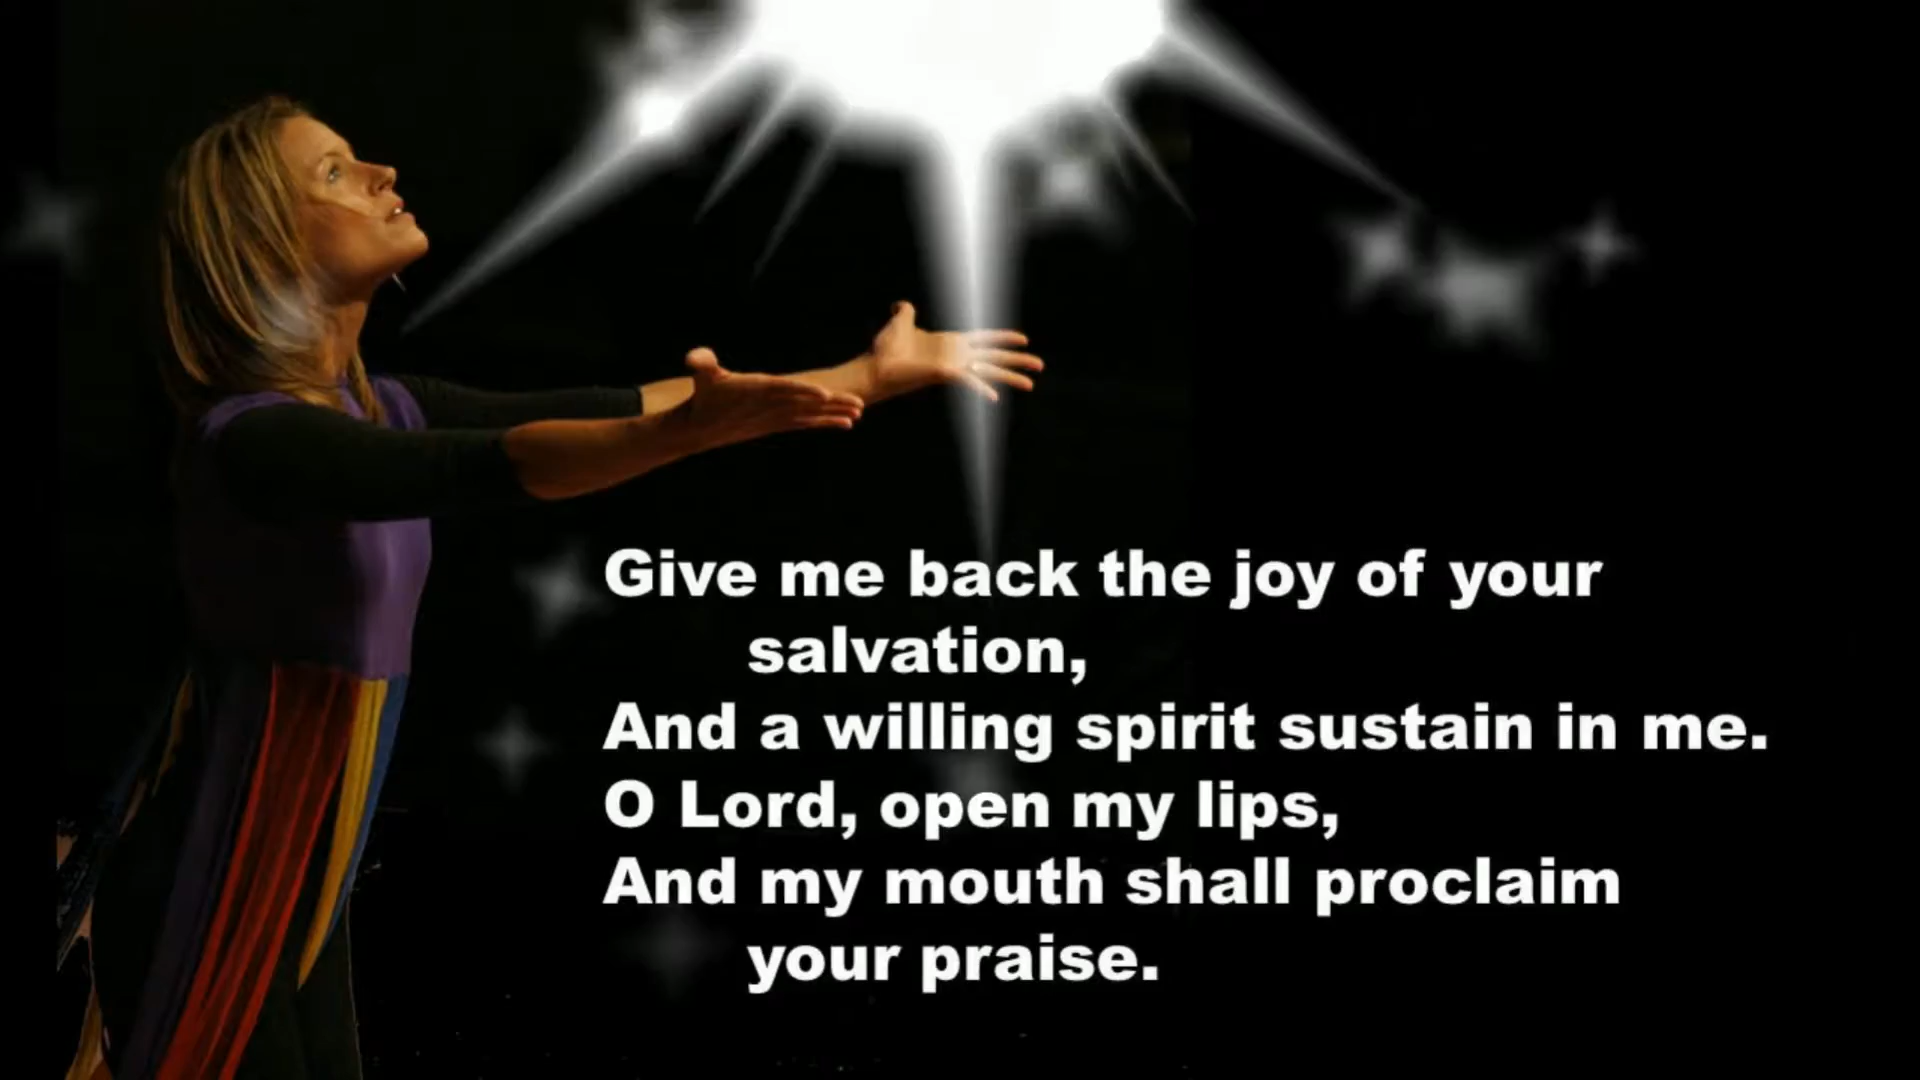 Give me back the joy of your
salvation,
And a willing spirit sustain in me.
O Lord, open my lips,
And my mouth shall proclaim
your praise.